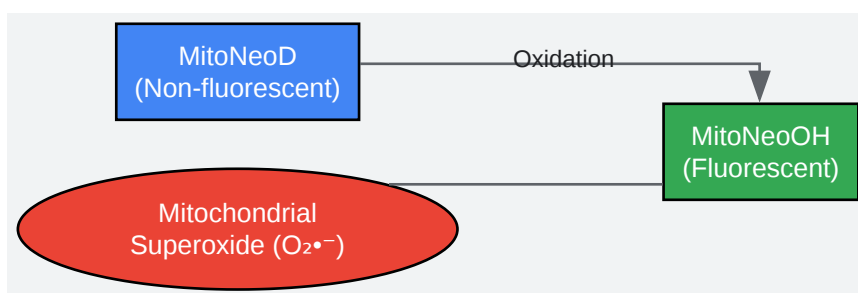 MitoNeoD
(Non-fluorescent)
Oxidation
MitoNeoOH
(Fluorescent)
Mitochondrial
Superoxide (O₂•⁻)